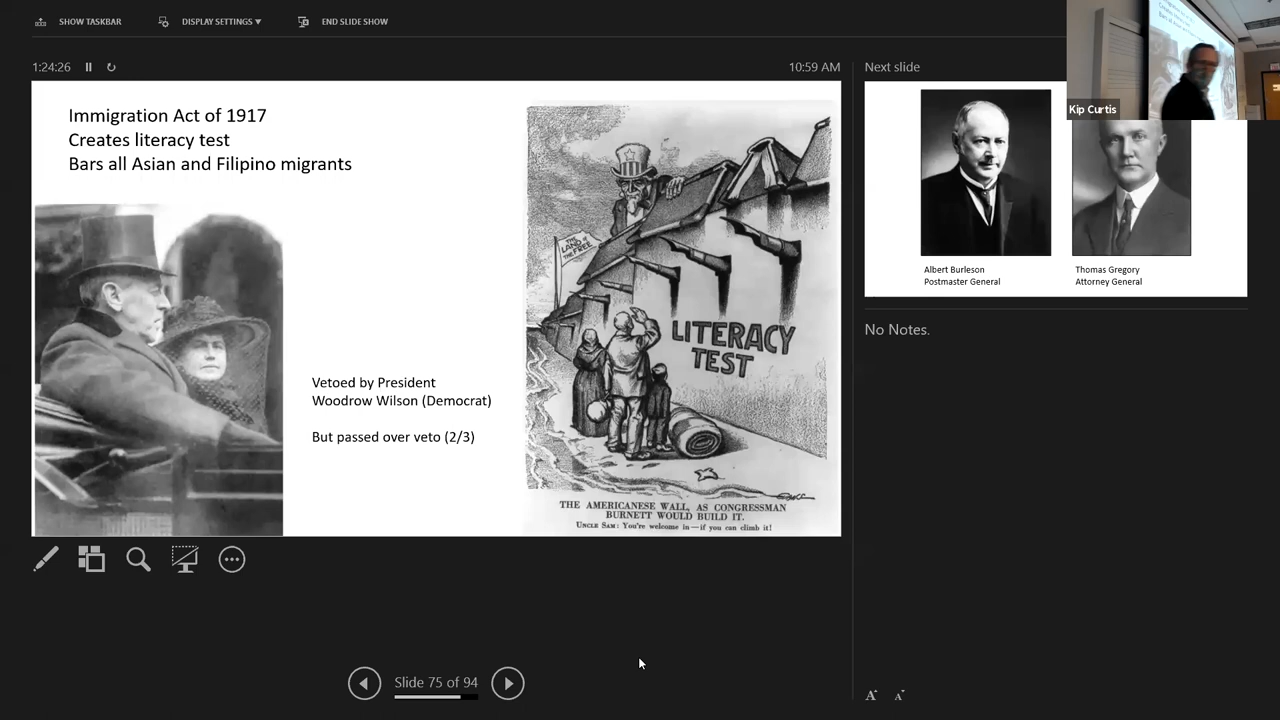 SHOW TASKBAR
DISPLAY SETTINGS ▼
END SLIDE SHOW
1:24:26
10:59 AM
Immigration Act of 1917
Creates literacy test
Bars all Asian and Filipino migrants
Vetoed by President
Woodrow Wilson (Democrat)
But passed over veto (2/3)
THE
LAND of
THE FREE
LITERACY
TEST
THE AMERICANESE WALL, AS CONGRESSMAN
BURNETT WOULD BUILD IT.
UNCLE SAM: You're welcome in—if you can climb it!
Slide 75 of 94
Next slide
Kip Curtis
Albert Burleson
Postmaster General
Thomas Gregory
Attorney General
No Notes.
A A